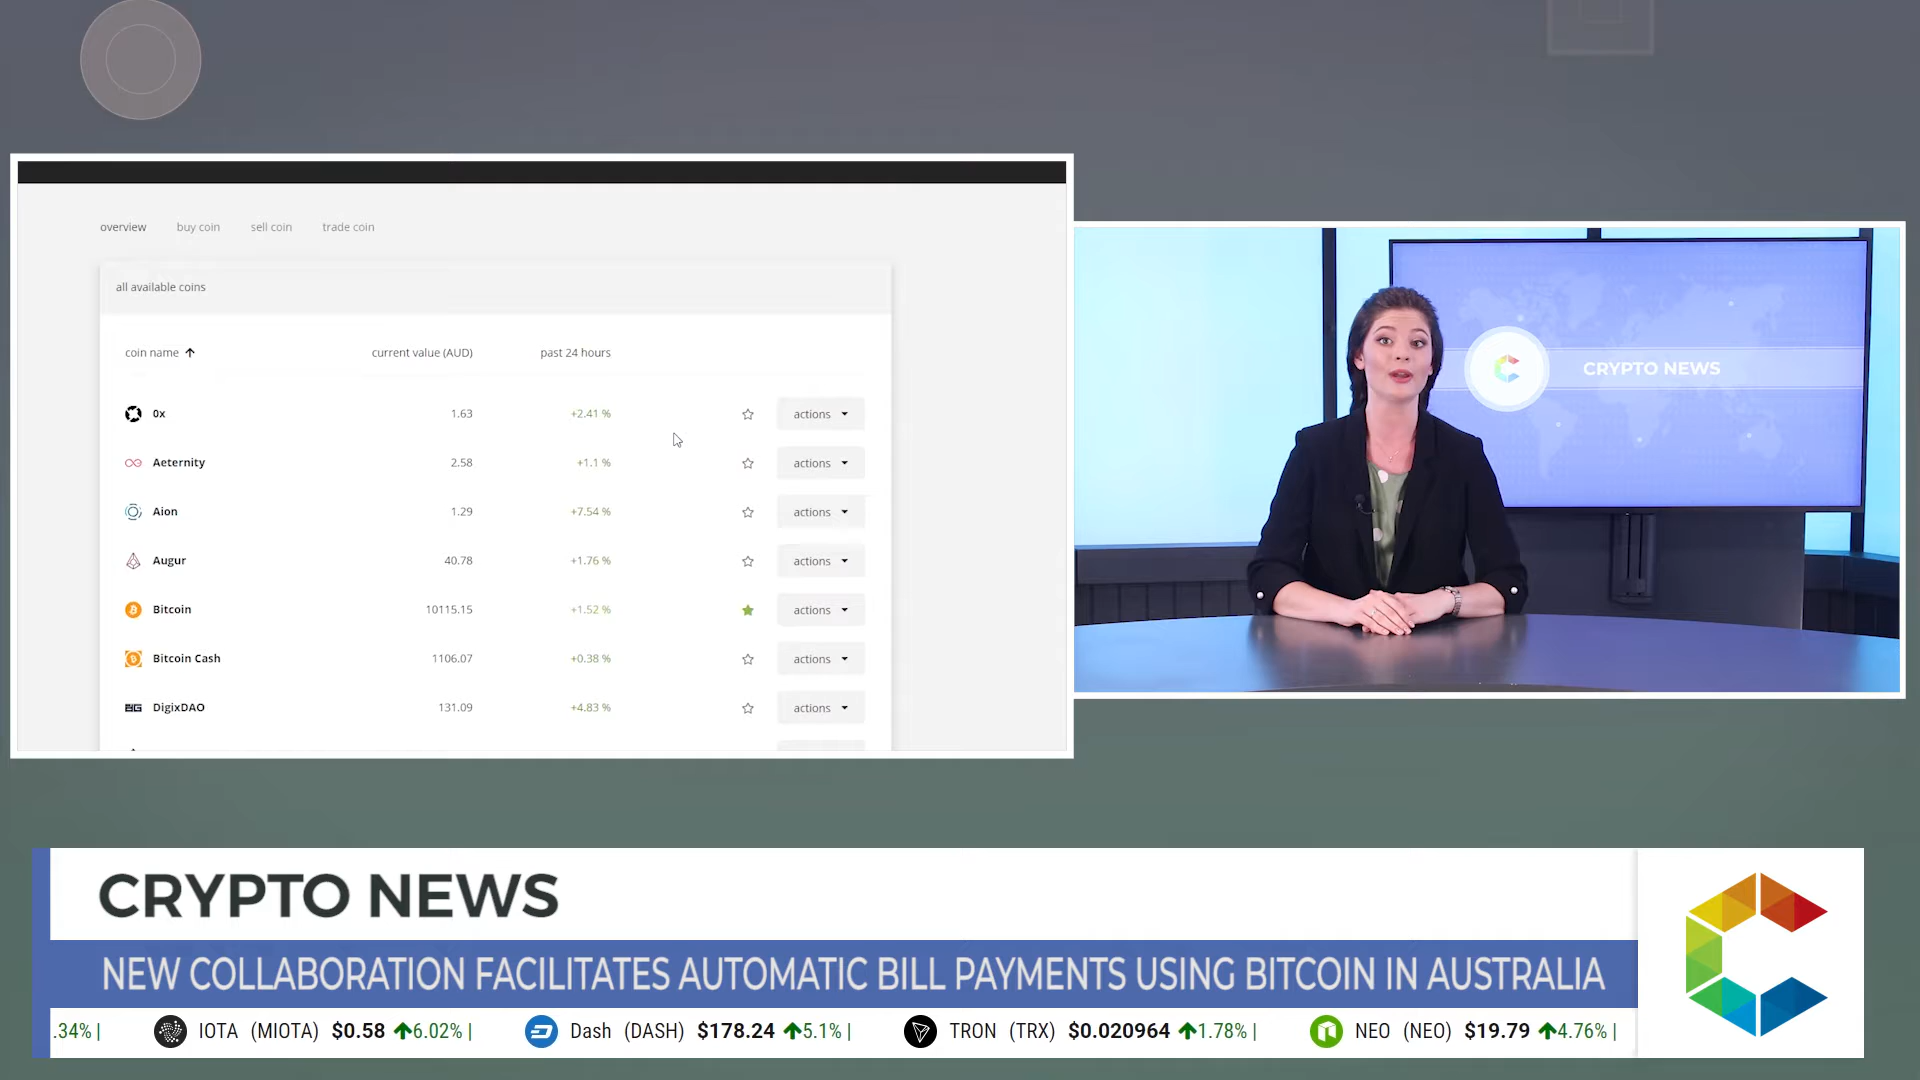 overview buy coin sell coin trade coin
all available coins
coin name current value (AUD) past 24 hours
0x 1.63 +2.41 % actions
Aeternity 2.58 +1.1 % actions
Aion 1.29 +7.54 % actions
Augur 40.78 +1.76 % actions
Bitcoin 10115.15 +1.52 % actions
Bitcoin Cash 1106.07 +0.38 % actions
DigixDAO 131.09 +4.83 % actions
CRYPTO NEWS
CRYPTO NEWS
NEW COLLABORATION FACILITATES AUTOMATIC BILL PAYMENTS USING BITCOIN IN AUSTRALIA
.34% | IOTA (MIOTA) $0.58 6.02% | Dash (DASH) $178.24 5.1% | TRON (TRX) $0.020964 1.78% | NEO (NEO) $19.79 4.76% |